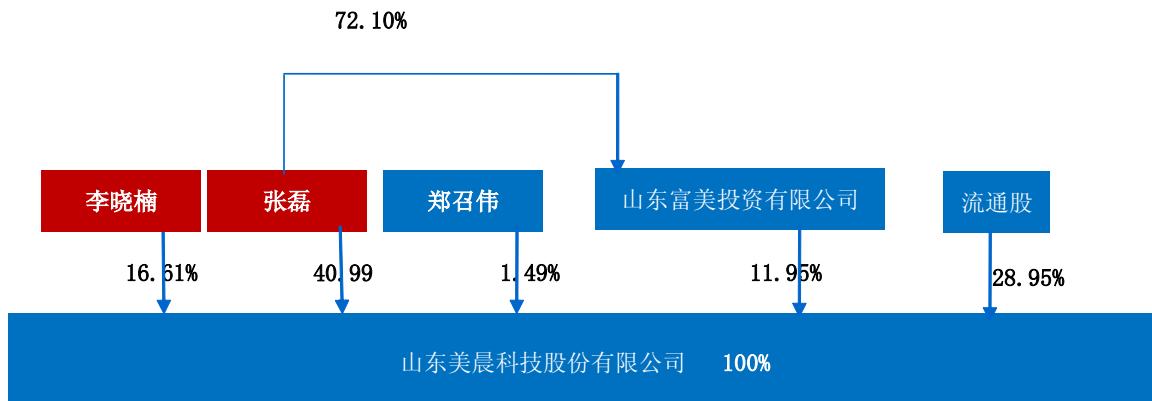 72.10%
李晓楠
张磊
郑召伟
山东富美投资有限公司
流通股
16.61%
40.99
1.49%
11.95%
28.95%
山东美晨科技股份有限公司 100%